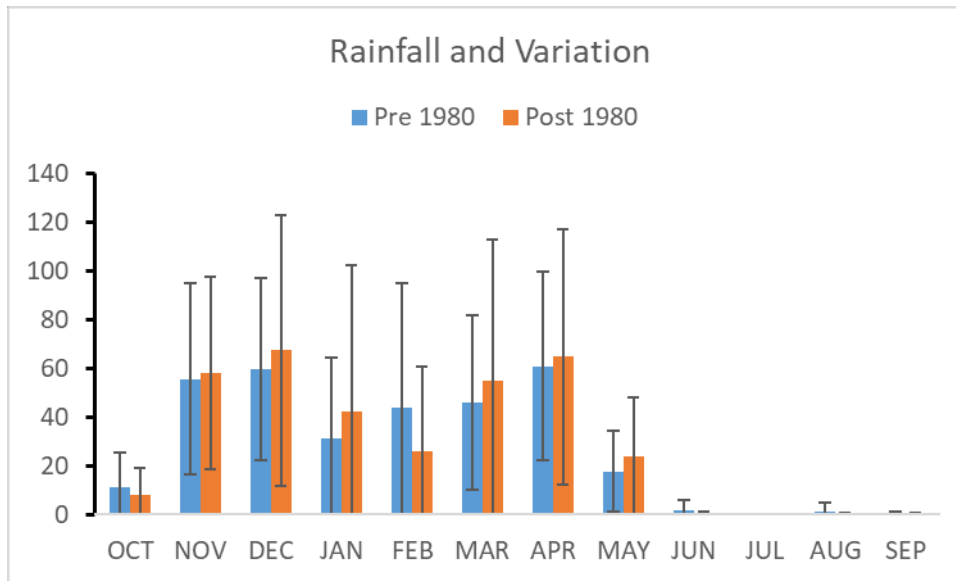 Rainfall and Variation
Pre 1980 Post 1980
140
120
100
80
60
40
20
0
OCT NOV DEC JAN FEB MAR APR MAY JUN JUL AUG SEP